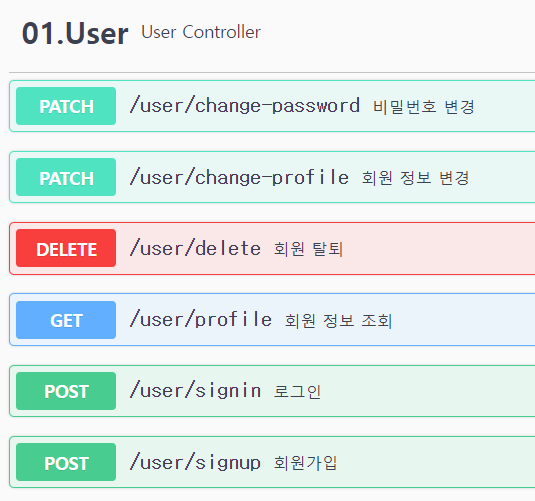 01.User User Controller
PATCH /user/change-password 비밀번호 변경
PATCH /user/change-profile 회원 정보 변경
DELETE /user/delete 회원 탈퇴
GET /user/profile 회원 정보 조회
POST /user/signin 로그인
POST /user/signup 회원가입